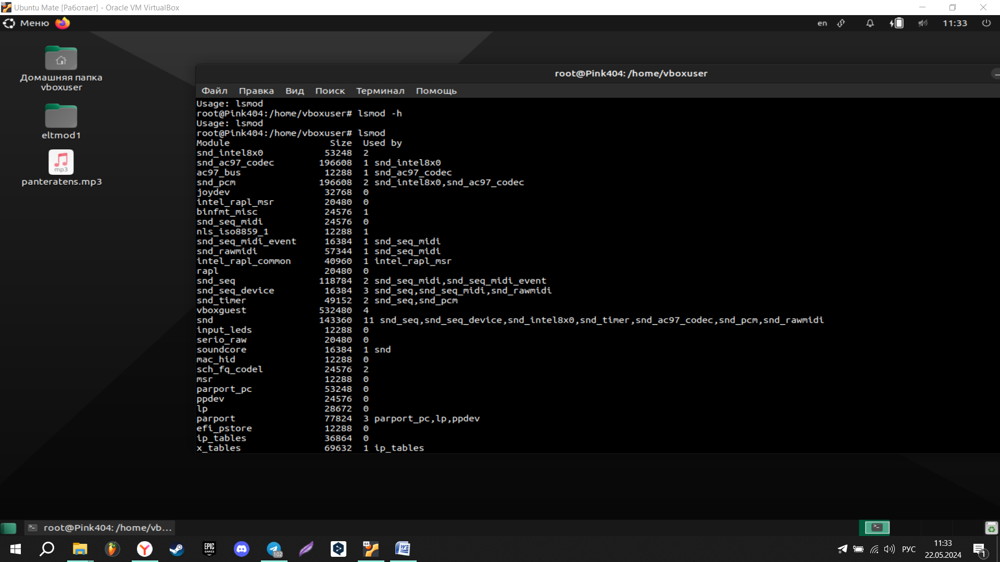 Ubuntu Mate [Работает] - Oracle VM VirtualBox
Меню
en
11:33
Домашняя папка
vboxuser
eltmod1
mp3
panteratens.mp3
root@Pink404: /home/vboxuser
Файл Правка Вид Поиск Терминал Помощь
Usage: lsmod
root@Pink404:/home/vboxuser# lsmod -h
Usage: lsmod
root@Pink404:/home/vboxuser# lsmod
Module Size Used by
snd_intel8x0 53248 2
snd_ac97_codec 196608 1 snd_intel8x0
ac97_bus 12288 1 snd_ac97_codec
snd_pcm 196608 2 snd_intel8x0,snd_ac97_codec
joydev 32768 0
intel_rapl_msr 20480 0
binfmt_misc 24576 1
snd_seq_midi 24576 0
nls_iso8859_1 12288 1
snd_seq_midi_event 16384 1 snd_seq_midi
snd_rawmidi 57344 1 snd_seq_midi
intel_rapl_common 40960 1 intel_rapl_msr
rapl 20480 0
snd_seq 118784 2 snd_seq_midi,snd_seq_midi_event
snd_seq_device 16384 3 snd_seq,snd_seq_midi,snd_rawmidi
snd_timer 49152 2 snd_seq,snd_pcm
vboxguest 532480 4
snd 143360 11 snd_seq,snd_seq_device,snd_intel8x0,snd_timer,snd_ac97_codec,snd_pcm,snd_rawmidi
input_leds 12288 0
serio_raw 20480 0
soundcore 16384 1 snd
mac_hid 12288 0
sch_fq_codel 24576 2
msr 12288 0
parport_pc 53248 0
ppdev 24576 0
lp 28672 0
parport 77824 3 parport_pc,lp,ppdev
efi_pstore 12288 0
ip_tables 36864 0
x_tables 69632 1 ip_tables
root@Pink404: /home/vb...
EPIC
GAMES
102
64
РУС
11:33
22.05.2024
1